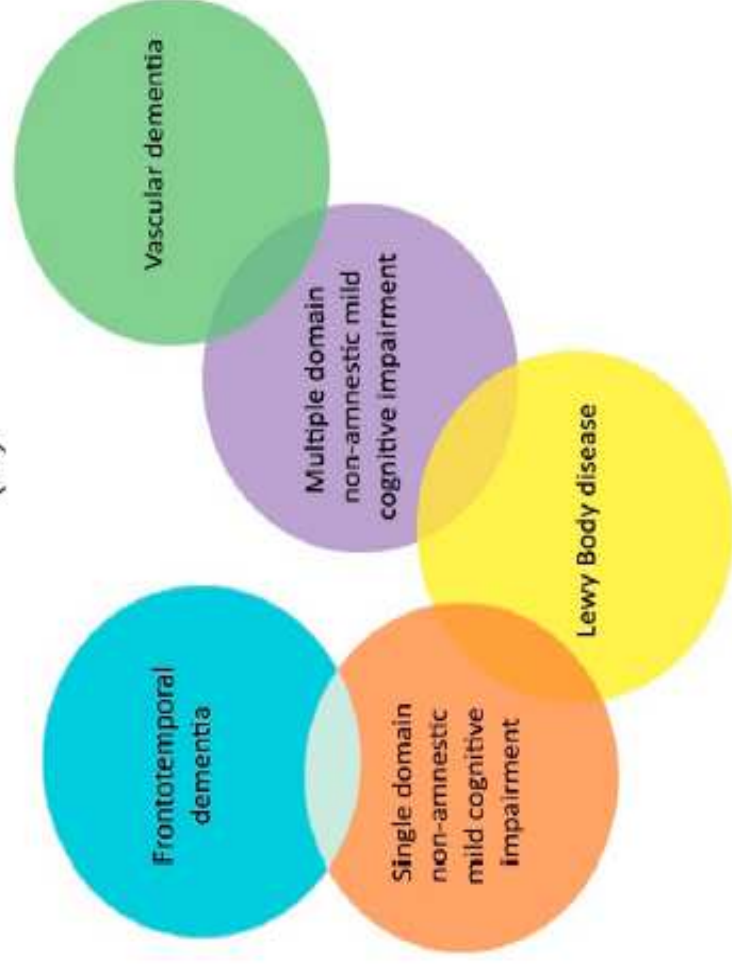 Frontotemporal
dementia
Single domain
non-amnestic
mild cognitive
impairment
Multiple domain
non-amnestic mild
cognitive impairment
Lewy Body disease
Vascular dementia